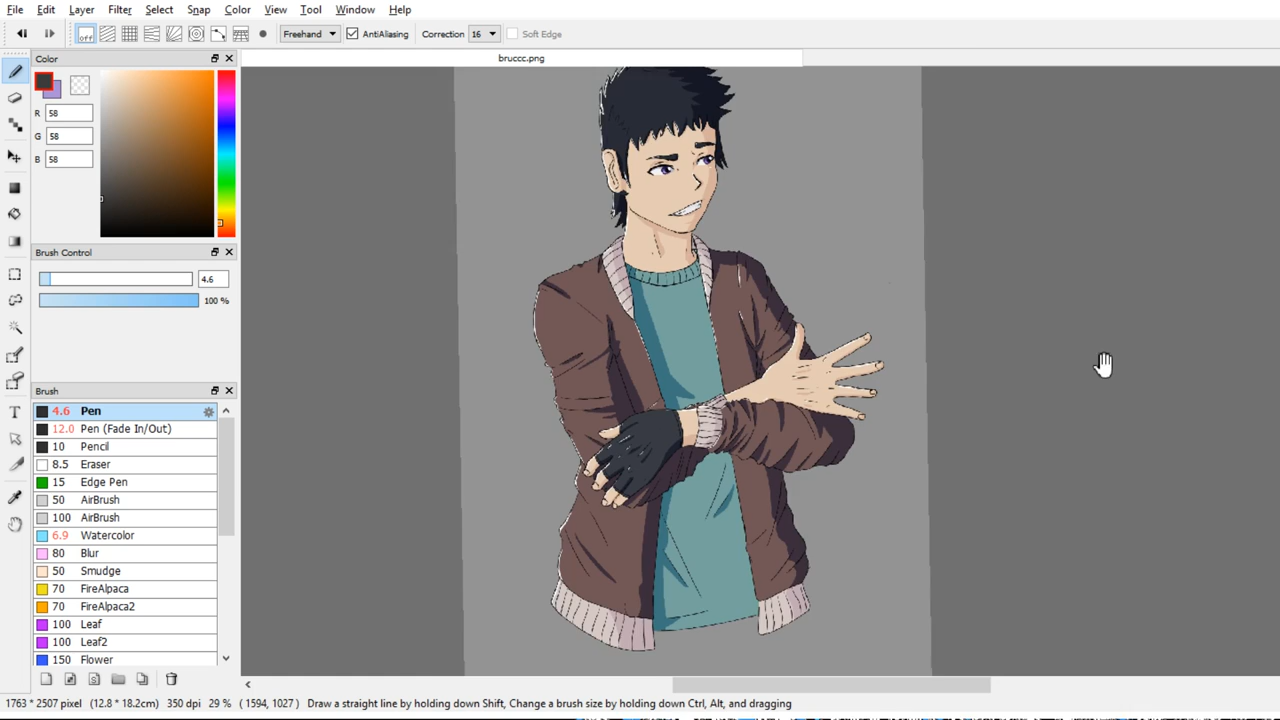 File Edit Layer Filter Select Snap Color View Tool Window Help
off Freehand AntiAliasing Correction 16 Soft Edge
Color
bruccc.png
R 58
G 58
B 58
Brush Control
4.6
100 %
Brush
4.6 Pen
12.0 Pen (Fade In/Out)
10 Pencil
8.5 Eraser
15 Edge Pen
50 AirBrush
100 AirBrush
6.9 Watercolor
80 Blur
50 Smudge
70 FireAlpaca
70 FireAlpaca2
100 Leaf
100 Leaf2
150 Flower
1763 * 2507 pixel (12.8 * 18.2cm) 350 dpi 29 % ( 1594, 1027 ) Draw a straight line by holding down Shift, Change a brush size by holding down Ctrl, Alt, and dragging